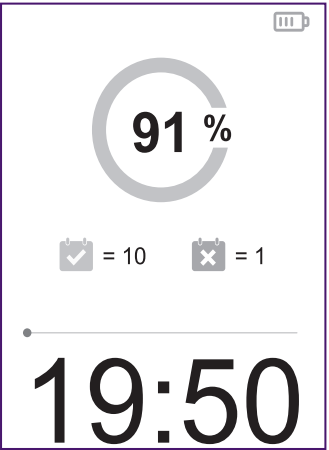 91 %
= 10 = 1
19:50